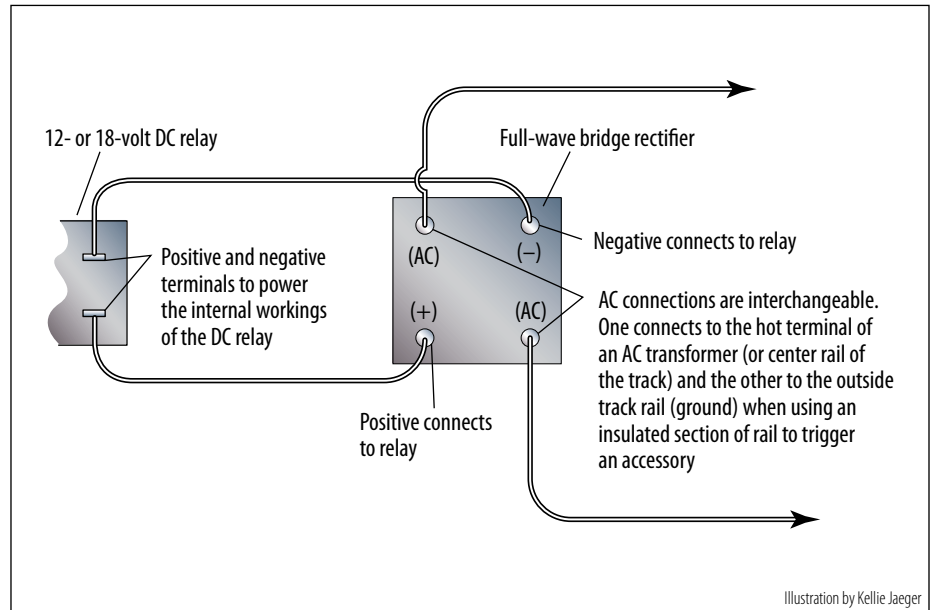 12- or 18-volt DC relay
Full-wave bridge rectifier
Positive and negative
terminals to power
the internal workings
of the DC relay
(AC)
(–)
(+)
(AC)
Negative connects to relay
AC connections are interchangeable.
One connects to the hot terminal of
an AC transformer (or center rail of
the track) and the other to the outside
track rail (ground) when using an
insulated section of rail to trigger
an accessory
Positive connects
to relay
Illustration by Kellie Jaeger